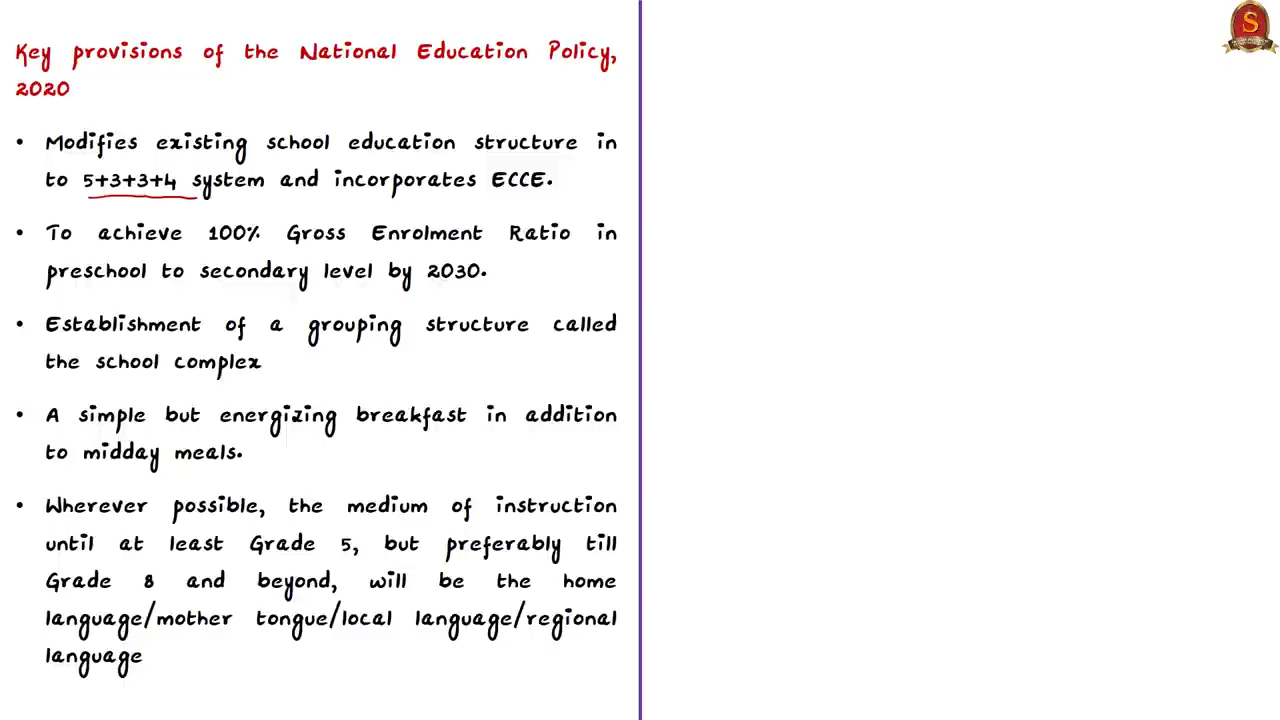 Key provisions of the National Education Policy,
2020
• Modifies existing school education structure in
to 5+3+3+4 system and incorporates ECCE.
• To achieve 100% Gross Enrolment Ratio in
preschool to secondary level by 2030.
• Establishment of a grouping structure called
the school complex
• A simple but energizing breakfast in addition
to midday meals.
• Wherever possible, the medium of instruction
until at least Grade 5, but preferably till
Grade 8 and beyond, will be the home
language/mother tongue/local language/regional
language
S